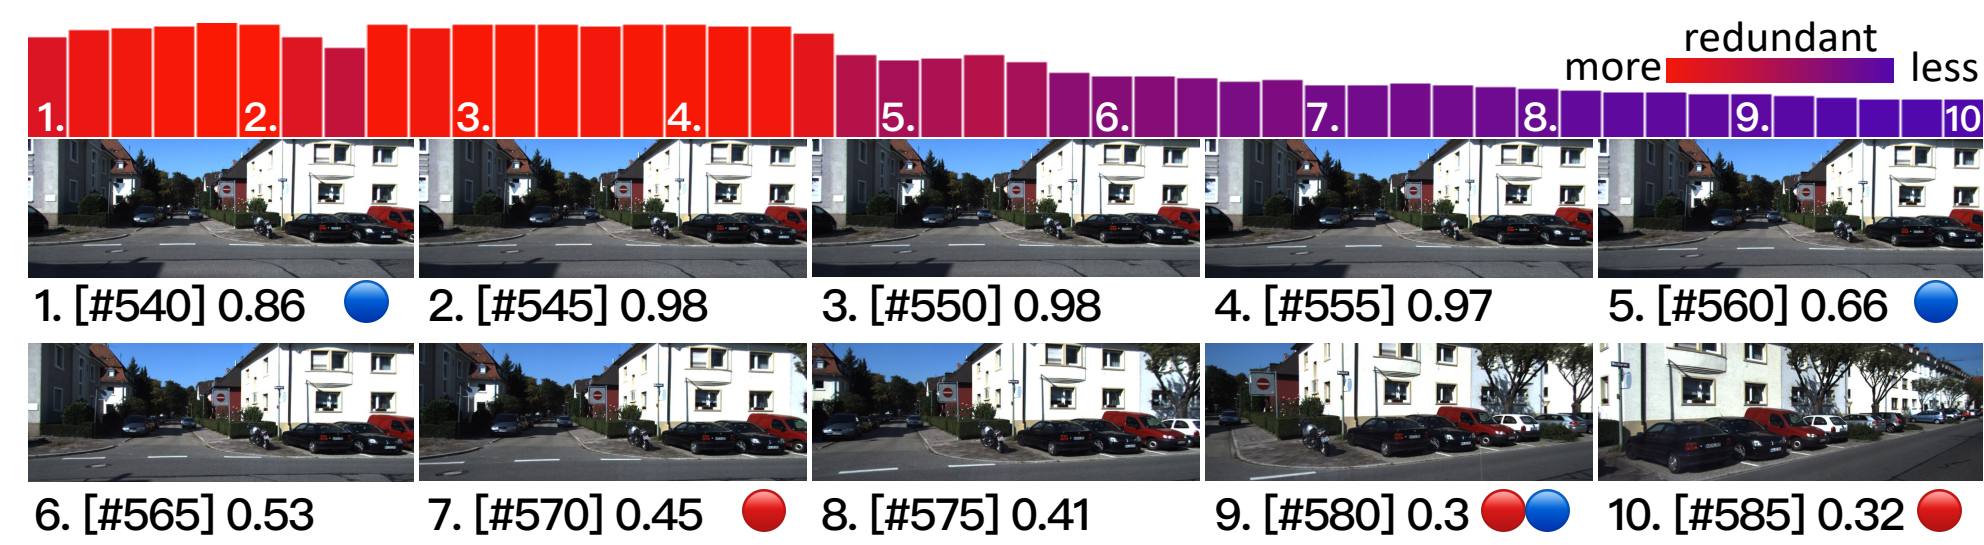 redundant
more less
1. 2. 3. 4. 5. 6. 7. 8. 9. 10
1. [#540] 0.86 2. [#545] 0.98 3. [#550] 0.98 4. [#555] 0.97 5. [#560] 0.66
6. [#565] 0.53 7. [#570] 0.45 8. [#575] 0.41 9. [#580] 0.3 10. [#585] 0.32